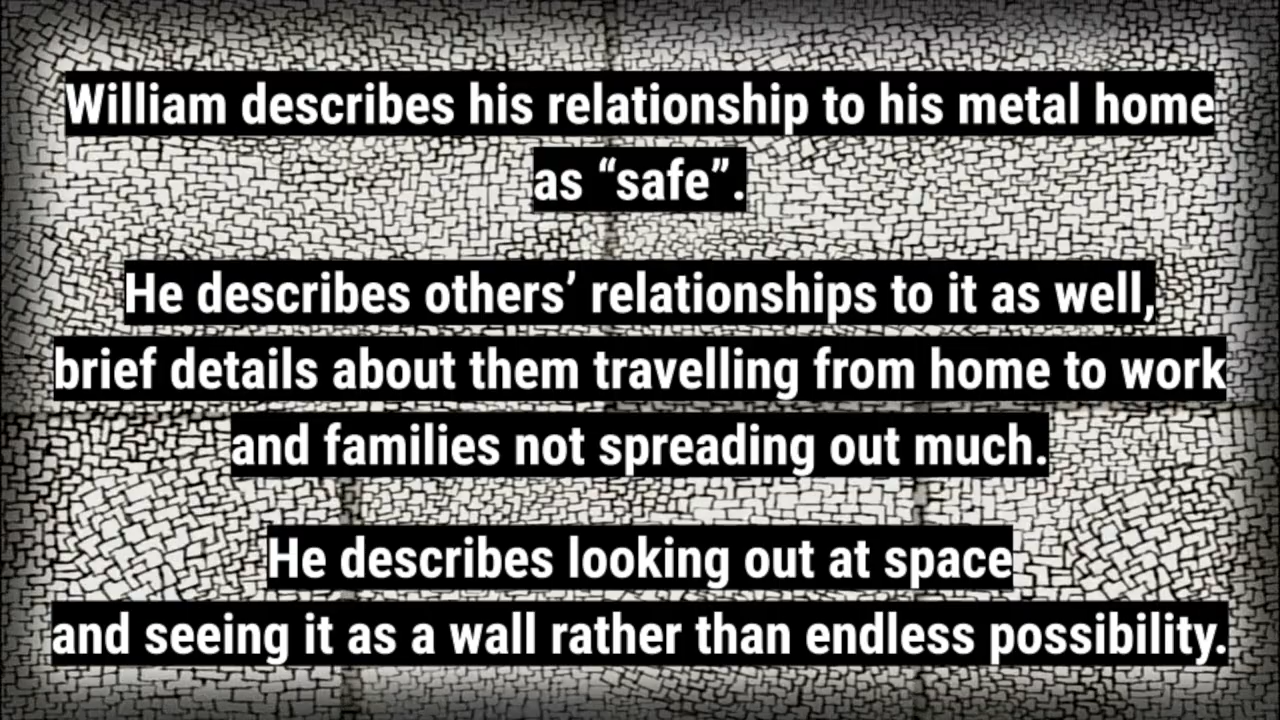 William describes his relationship to his metal home
as “safe”.
He describes others’ relationships to it as well,
brief details about them travelling from home to work
and families not spreading out much.
He describes looking out at space
and seeing it as a wall rather than endless possibility.